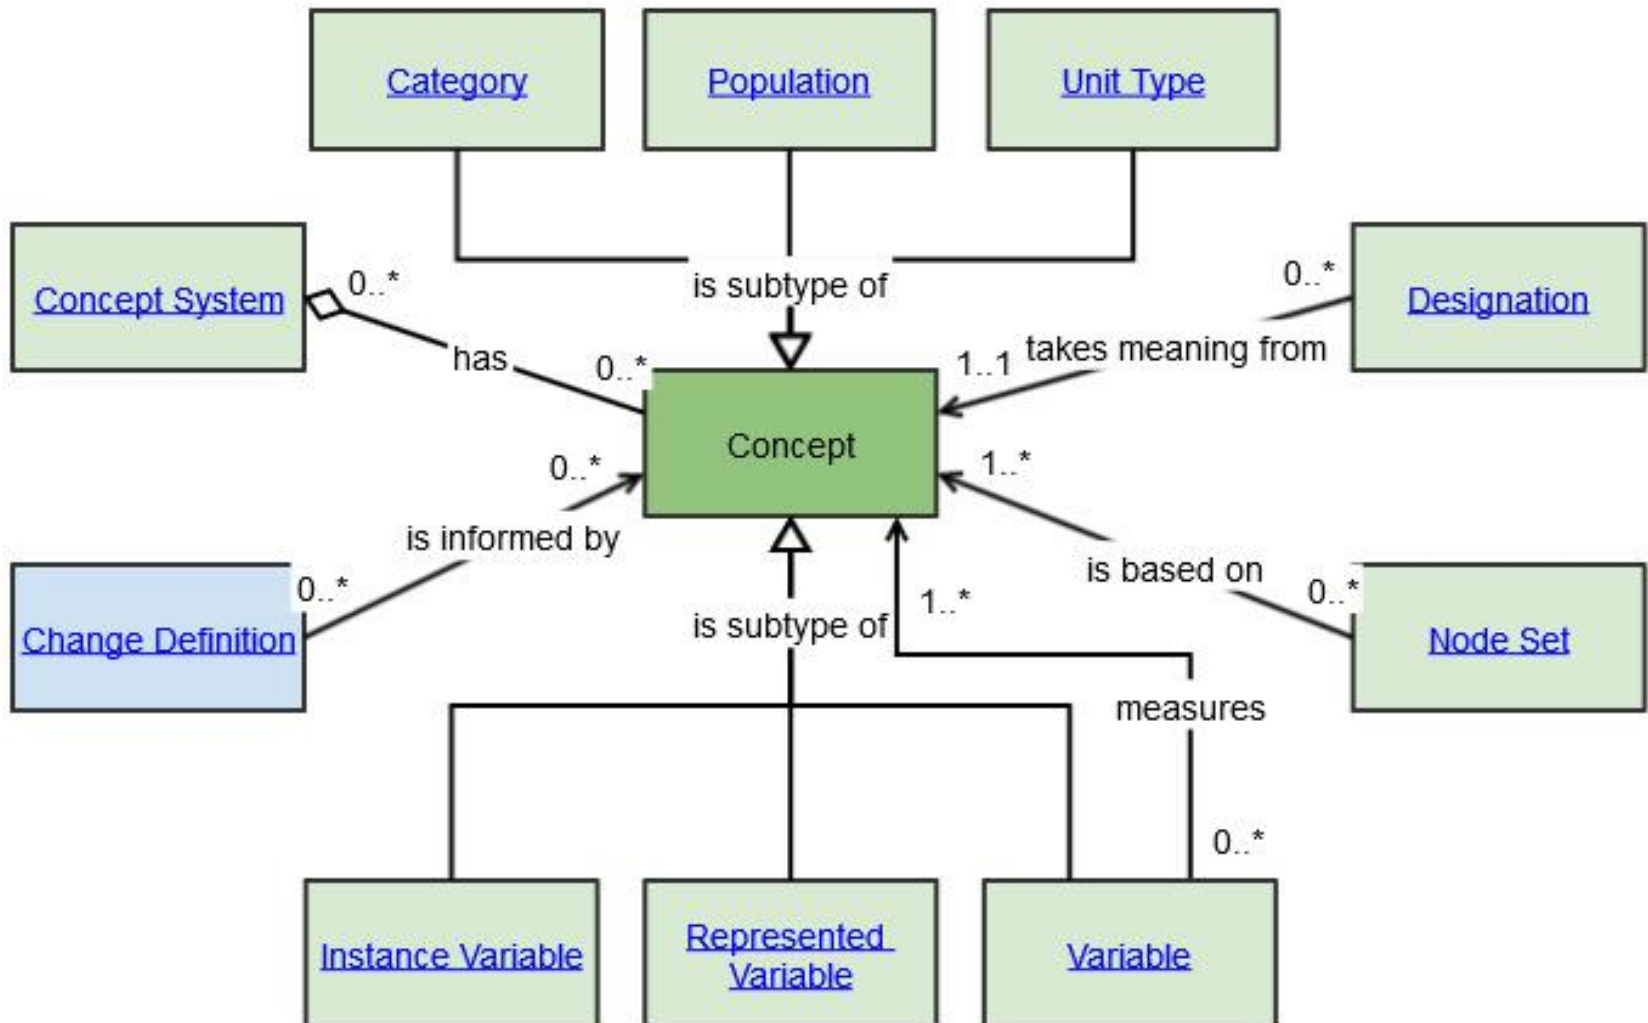 Category
Population
Unit Type
Concept System
0..*
has
0..*
is subtype of
0..*
Designation
1..1
takes meaning from
Concept
0..*
is informed by
0..*
Change Definition
1..*
is based on
0..*
Node Set
is subtype of
1..*
measures
0..*
Instance Variable
Represented
Variable
Variable